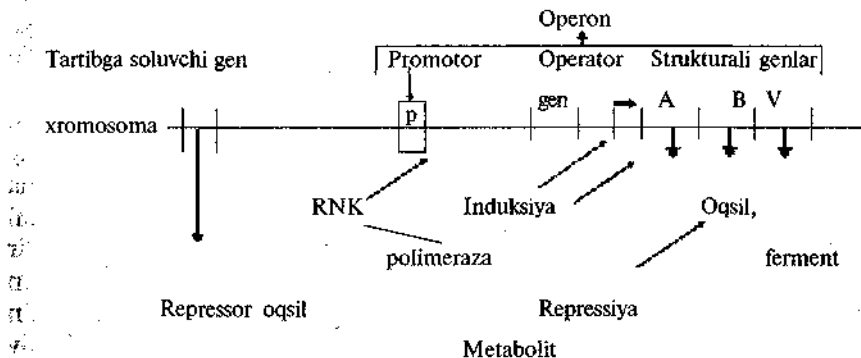 Operon
Tartibga soluvchi gen Promotor Operator Strukturali genlar
p gen A B V
xromosoma
RNK Induksiya Oqsil,
polimeraza ferment
Repressor oqsil Repressiya
Metabolit